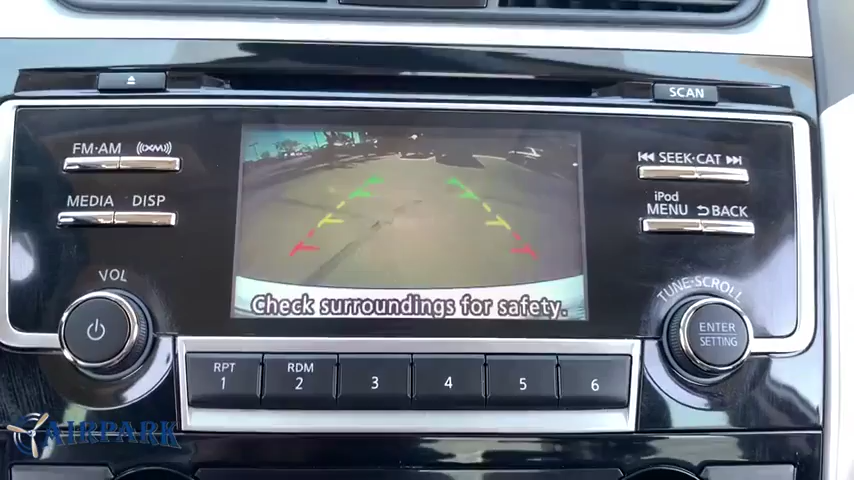 SCAN
FM·AM
(XM)
SEEK·CAT
MEDIA
DISP
iPod
MENU
BACK
VOL
TUNE·SCROLL
Check surroundings for safety.
ENTER
SETTING
RPT
1
RDM
2
3
4
5
6
AIRPARK